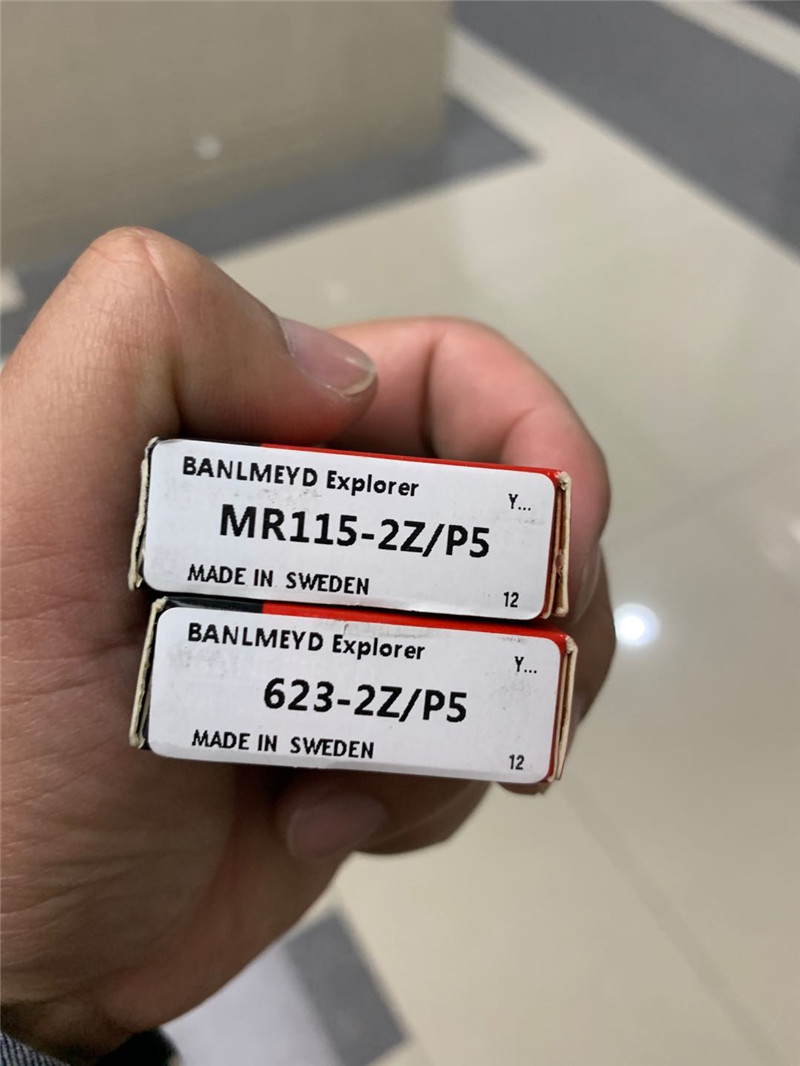 BANLMEYD Explorer
Y...
MR115-2Z/P5
MADE IN SWEDEN
12
BANLMEYD Explorer
Y...
623-2Z/P5
MADE IN SWEDEN
12